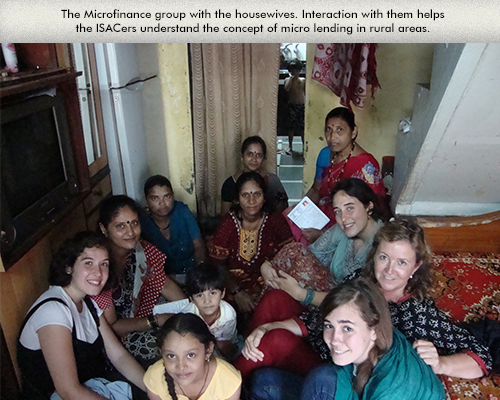 The Microfinance group with the housewives. Interaction with them helps
the ISACers understand the concept of micro lending in rural areas.